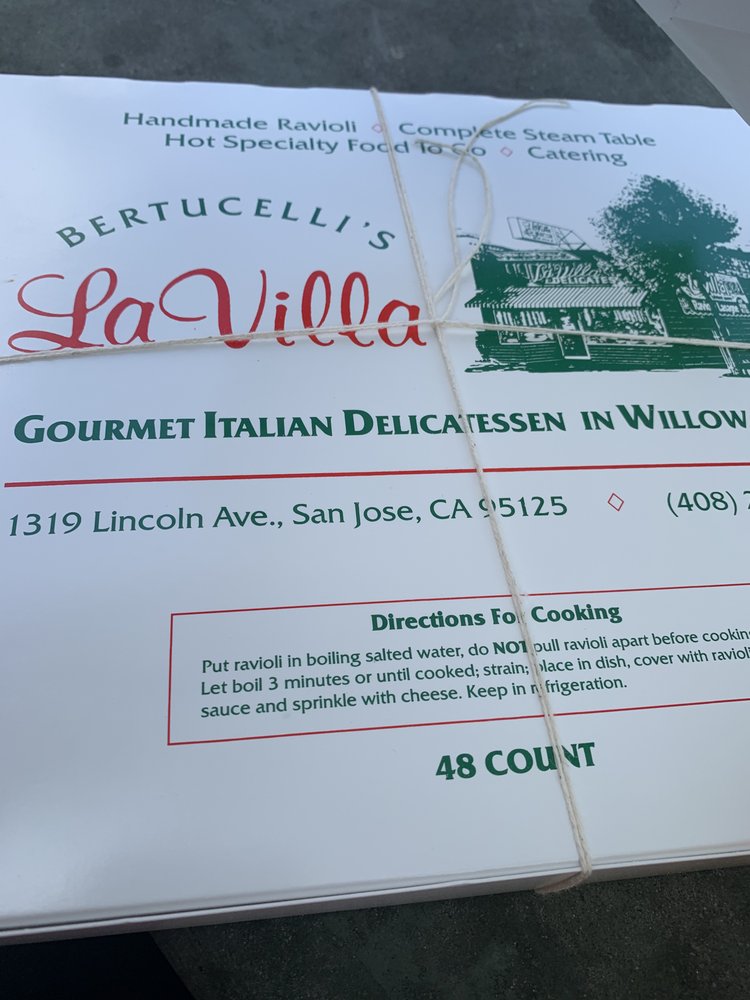 Handmade Ravioli ◇ Complete Steam Table
Hot Specialty Food To Go ◇ Catering
BERTUCELLI'S
La Villa
La Villa
DELICATESSEN
GOURMET ITALIAN DELICATESSEN IN WILLOW
1319 Lincoln Ave., San Jose, CA 95125 ◇ (408)
Directions For Cooking
Put ravioli in boiling salted water, do NOT pull ravioli apart before cooking
Let boil 3 minutes or until cooked; strain; place in dish, cover with ravioli
sauce and sprinkle with cheese. Keep in refrigeration.
48 COUNT